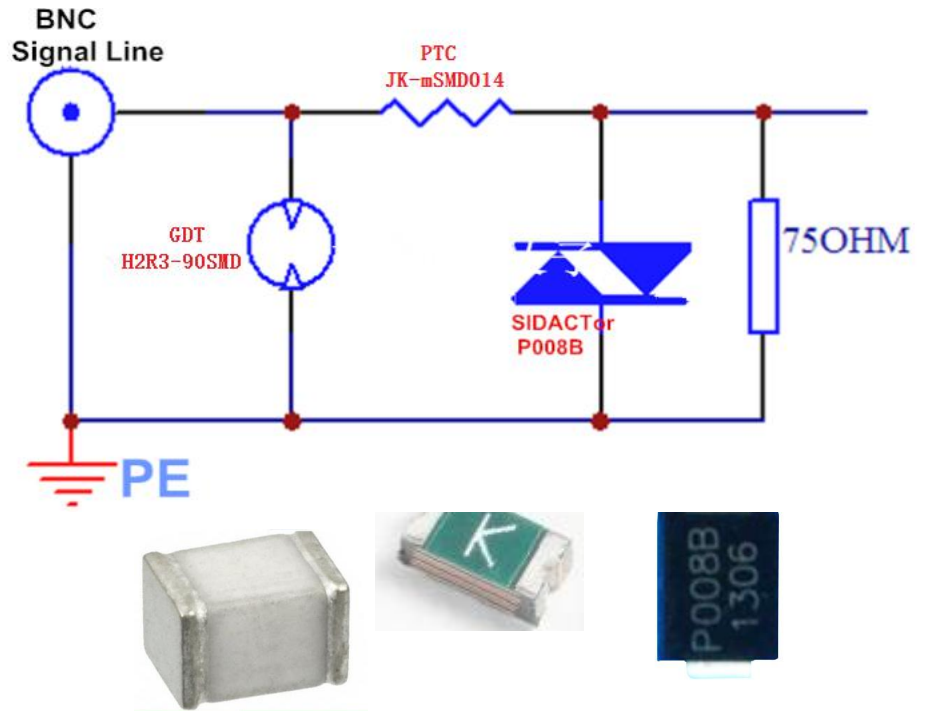 BNC
Signal Line
PTC
JK-mSMD014
GDT
H2R3-90SMD
75OHM
SIDACTor
P008B
PE
K
P008B
1306